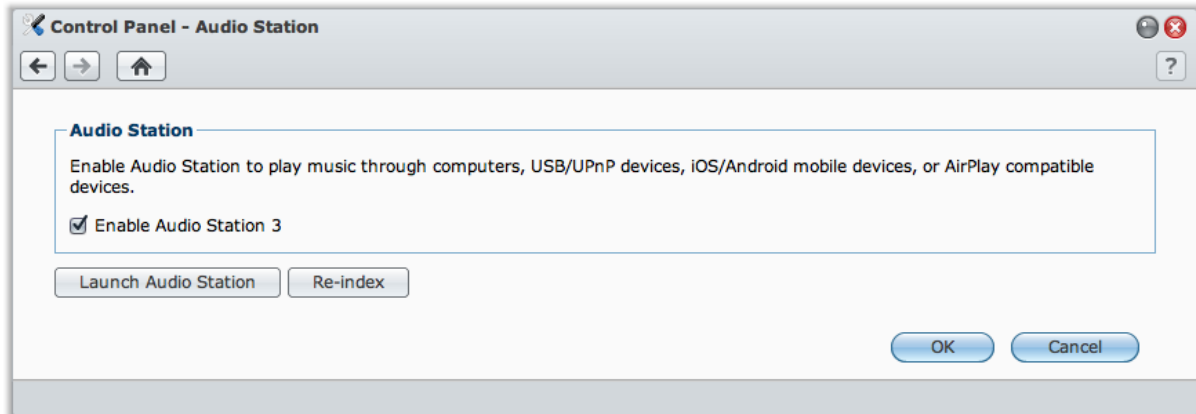 Control Panel - Audio Station
?
Audio Station
Enable Audio Station to play music through computers, USB/UPnP devices, iOS/Android mobile devices, or AirPlay compatible
devices.
Enable Audio Station 3
Launch Audio Station Re-index
OK Cancel